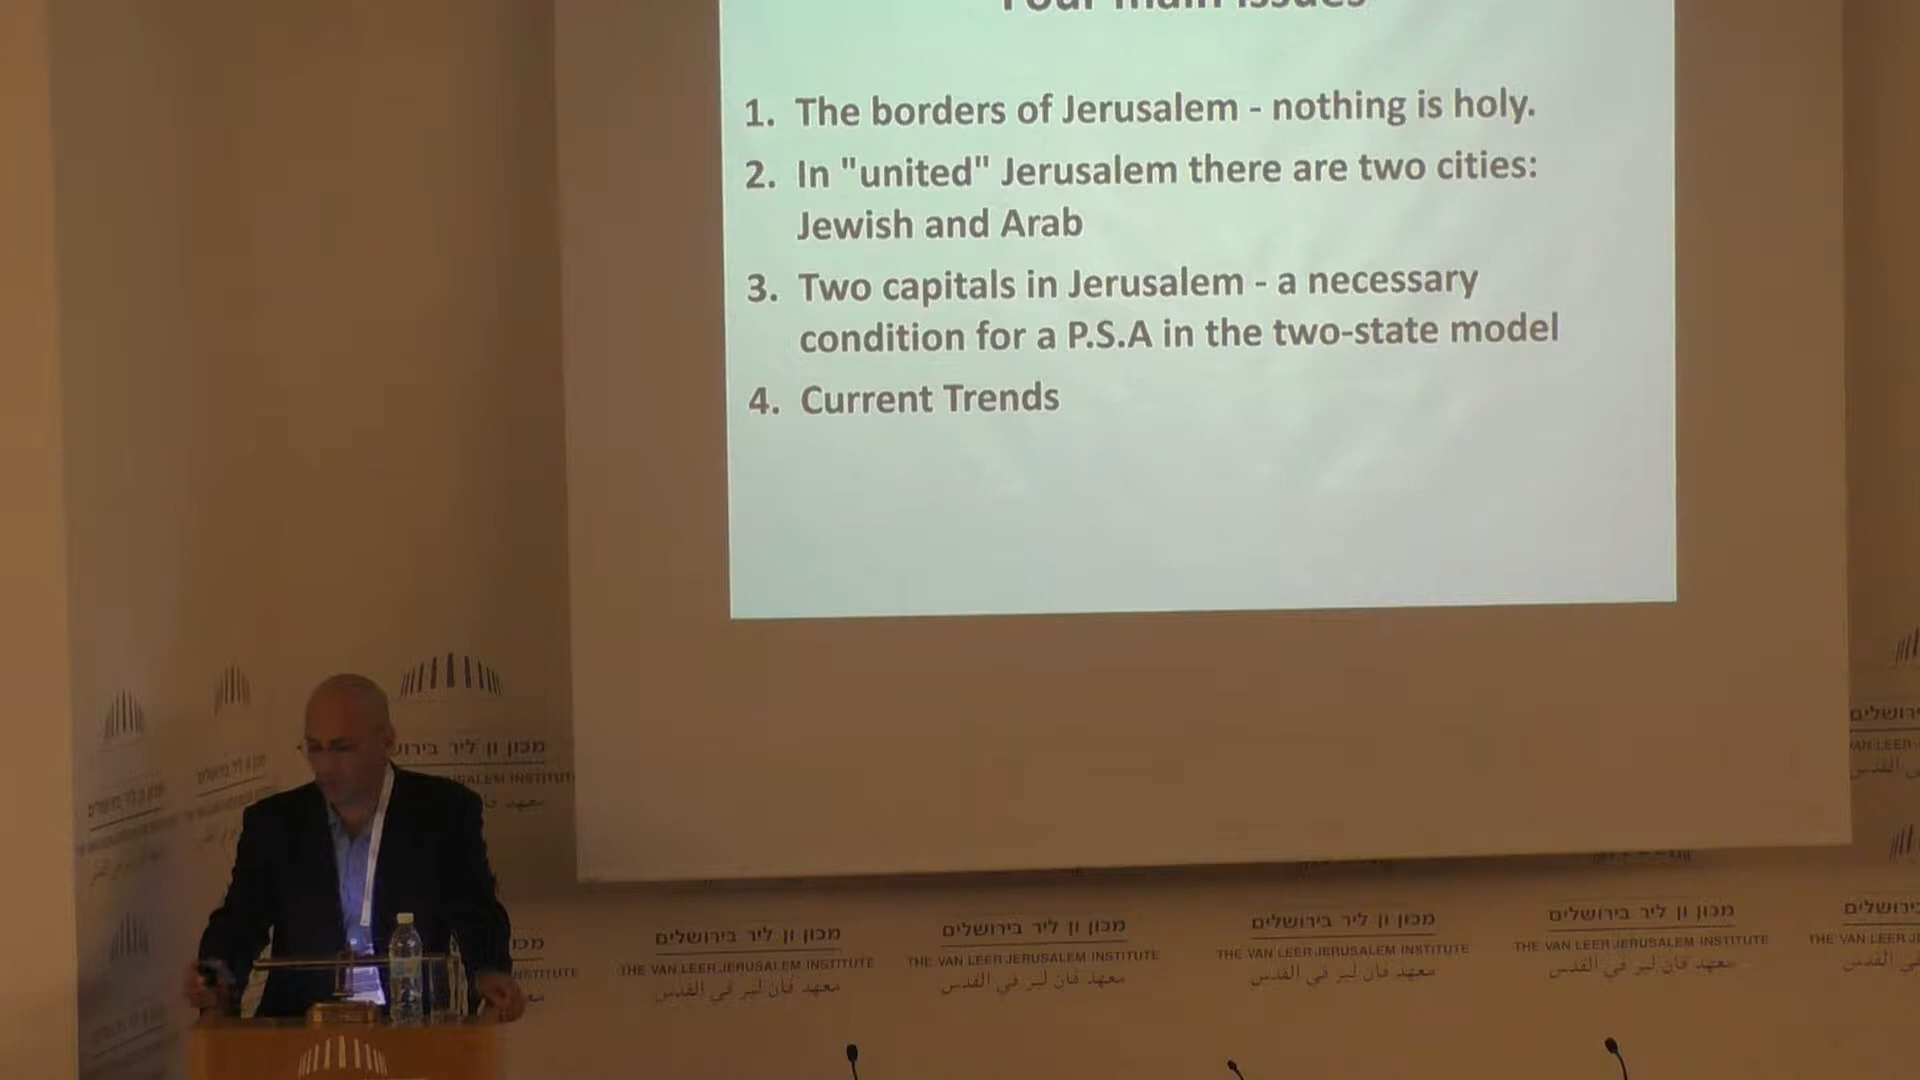 Four main issues
1. The borders of Jerusalem - nothing is holy.
2. In "united" Jerusalem there are two cities:
Jewish and Arab
3. Two capitals in Jerusalem - a necessary
condition for a P.S.A in the two-state model
4. Current Trends
מכון ון ליר בירושלים
THE VAN LEER JERUSALEM INSTITUTE
معهد فان لير في القدس
מכון ון ליר בירושלים
THE VAN LEER JERUSALEM INSTITUTE
معهد فان لير في القدس
מכון ון ליר בירושלים
THE VAN LEER JERUSALEM INSTITUTE
معهد فان لير في القدس
מכון ון ליר בירושלים
THE VAN LEER JERUSALEM INSTITUTE
معهد فان لير في القدس